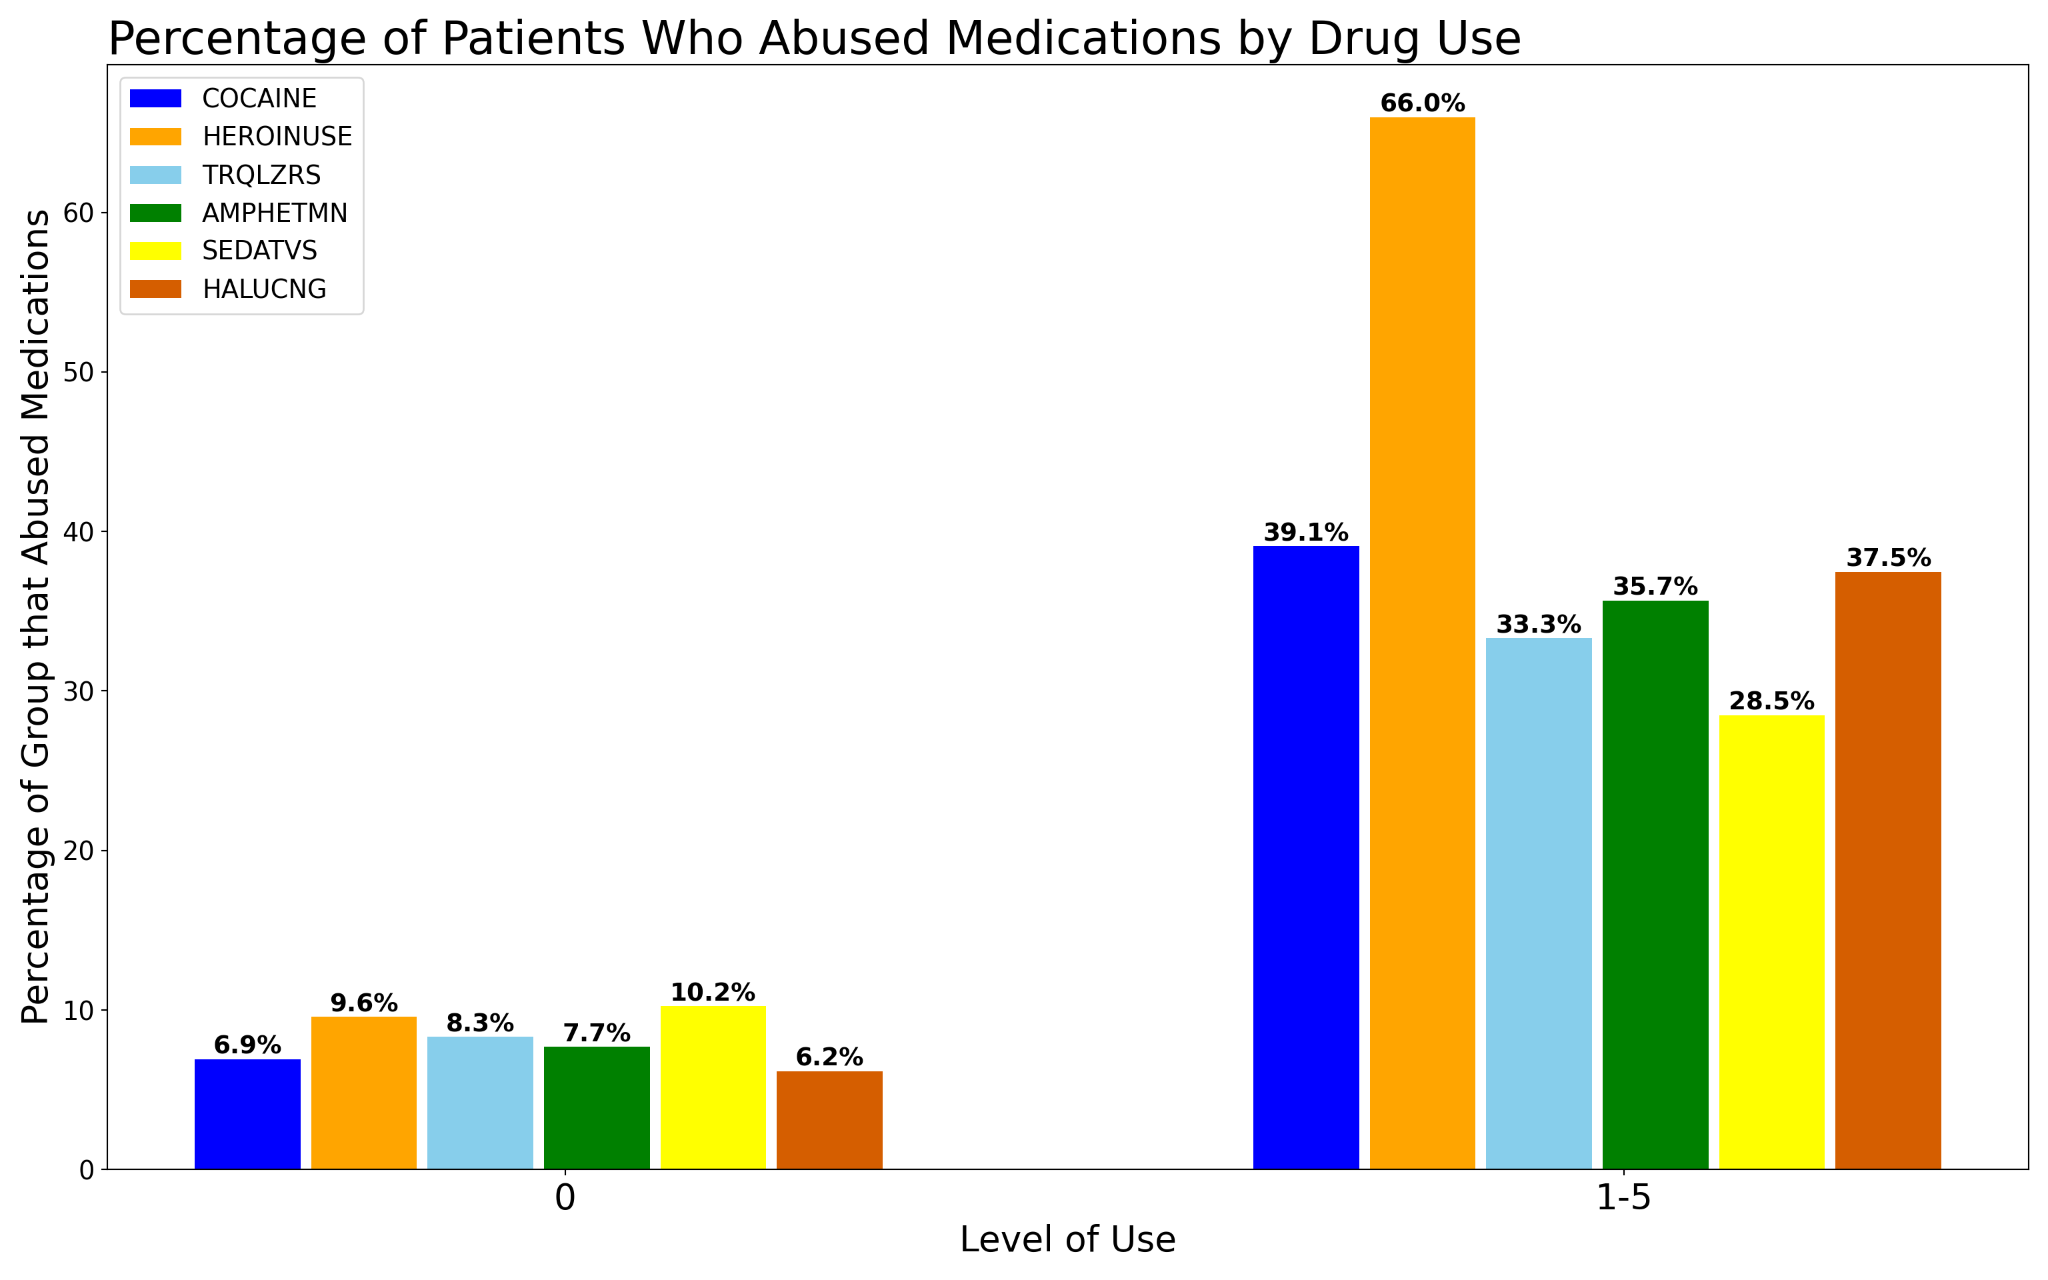 Percentage of Patients Who Abused Medications by Drug Use
COCAINE
HEROINUSE
TRQLZRS
AMPHETMN
SEDATVS
HALUCNG
Percentage of Group that Abused Medications
60
50
40
30
20
10
0
6.9%
9.6%
8.3%
7.7%
10.2%
6.2%
39.1%
66.0%
33.3%
35.7%
28.5%
37.5%
0
1-5
Level of Use